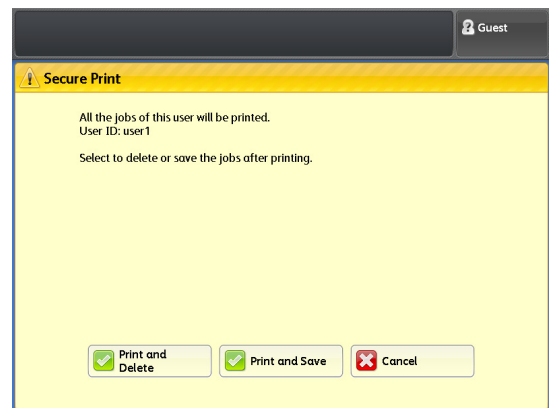 Guest
Secure Print
All the jobs of this user will be printed.
User ID: user1
Select to delete or save the jobs after printing.
Print and
Delete
Print and Save
Cancel